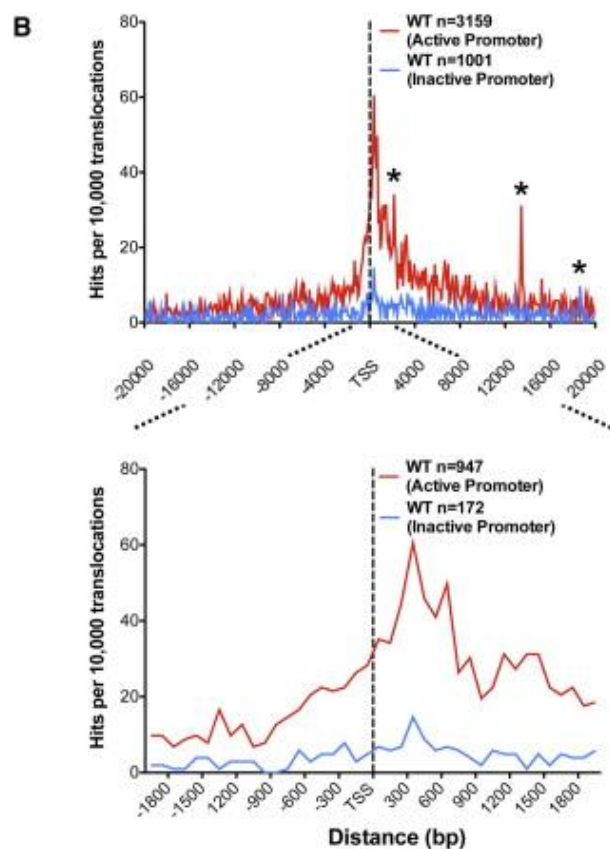 B
80
60
40
20
0
Hits per 10,000 translocations
WT n=3159
(Active Promoter)
WT n=1001
(Inactive Promoter)
*
*
*
-20000
-16000
-12000
-8000
-4000
TSS
4000
8000
12000
16000
20000
80
60
40
20
0
Hits per 10,000 translocations
WT n=947
(Active Promoter)
WT n=172
(Inactive Promoter)
-1800
-1500
-1200
-900
-600
-300
TSS
300
600
900
1200
1500
1800
Distance (bp)